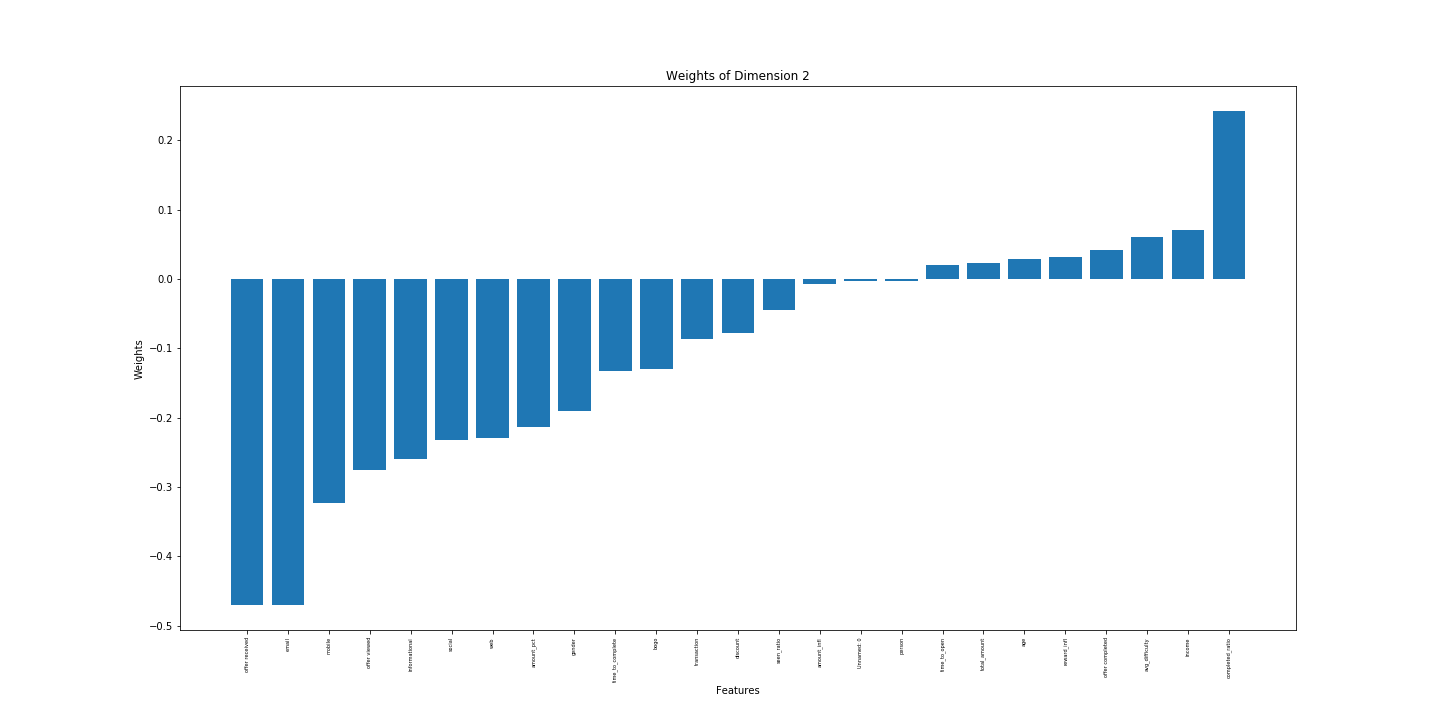 Weights of Dimension 2
0.2
0.1
0.0
−0.1
−0.2
−0.3
−0.4
−0.5
Weights
offer received
email
mobile
offer viewed
informational
social
web
amount_pct
gender
time_to_complete
bogo
transaction
discount
seen_ratio
amount_infl
Unnamed: 0
person
time_to_open
total_amount
age
reward_infl
offer completed
avg_difficulty
income
completed_ratio
Features